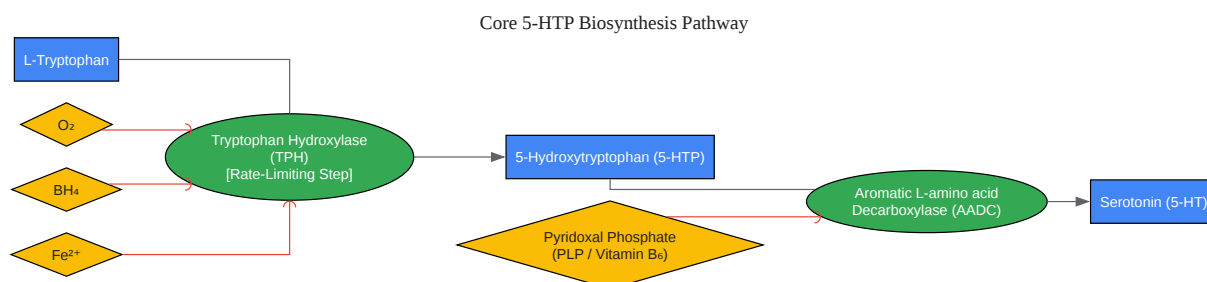 Core 5-HTP Biosynthesis Pathway
L-Tryptophan
O₂
BH₄
Fe²⁺
Tryptophan Hydroxylase
(TPH)
[Rate-Limiting Step]
5-Hydroxytryptophan (5-HTP)
Pyridoxal Phosphate
(PLP / Vitamin B₆)
Aromatic L-amino acid
Decarboxylase (AADC)
Serotonin (5-HT)